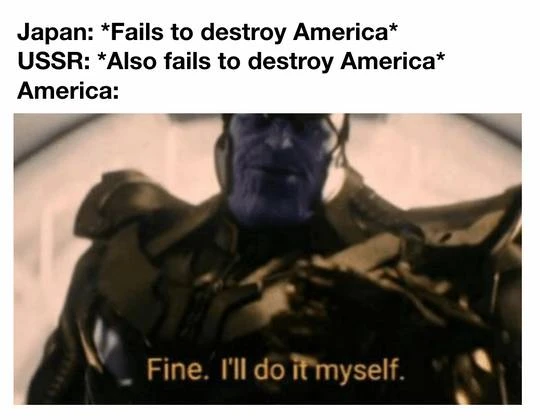 Japan: *Fails to destroy America*
USSR: *Also fails to destroy America*
America:
Fine. I'll do it myself.